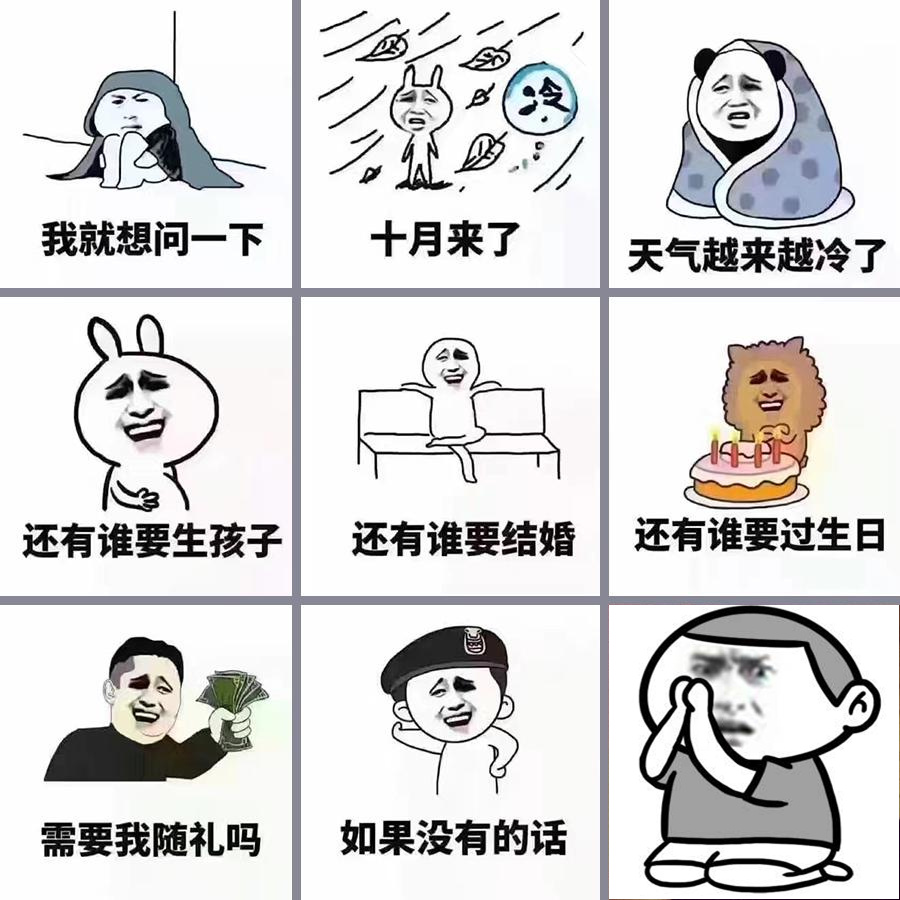 我就想问一下
冷
十月来了
天气越来越冷了
还有谁要生孩子
还有谁要结婚
还有谁要过生日
需要我随礼吗
如果没有的话